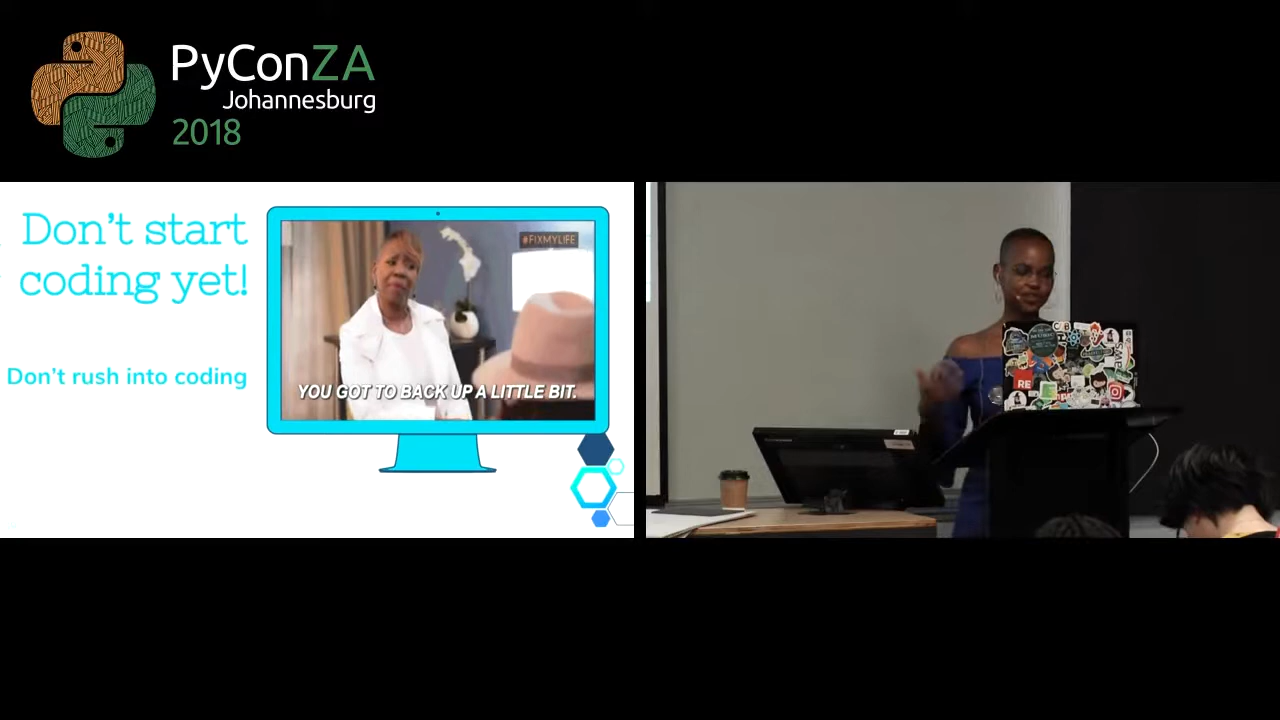 PyConZA
Johannesburg
2018
Don't start
coding yet!
Don't rush into coding
#FIXMYLIFE
YOU GOT TO BACK UP A LITTLE BIT.
RE